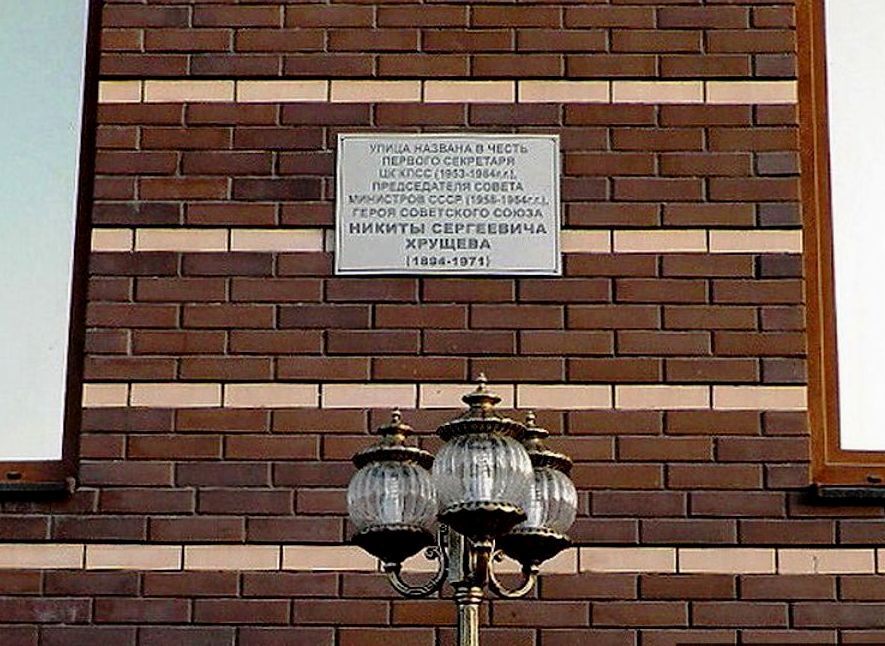 УЛИЦА НАЗВАНА В ЧЕСТЬ
ПЕРВОГО СЕКРЕТАРЯ
ЦК КПСС (1953-1964г.г.),
ПРЕДСЕДАТЕЛЯ СОВЕТА
МИНИСТРОВ СССР (1958-1964г.г.),
ГЕРОЯ СОВЕТСКОГО СОЮЗА
НИКИТЫ СЕРГЕЕВИЧА
ХРУЩЕВА
(1894-1971)